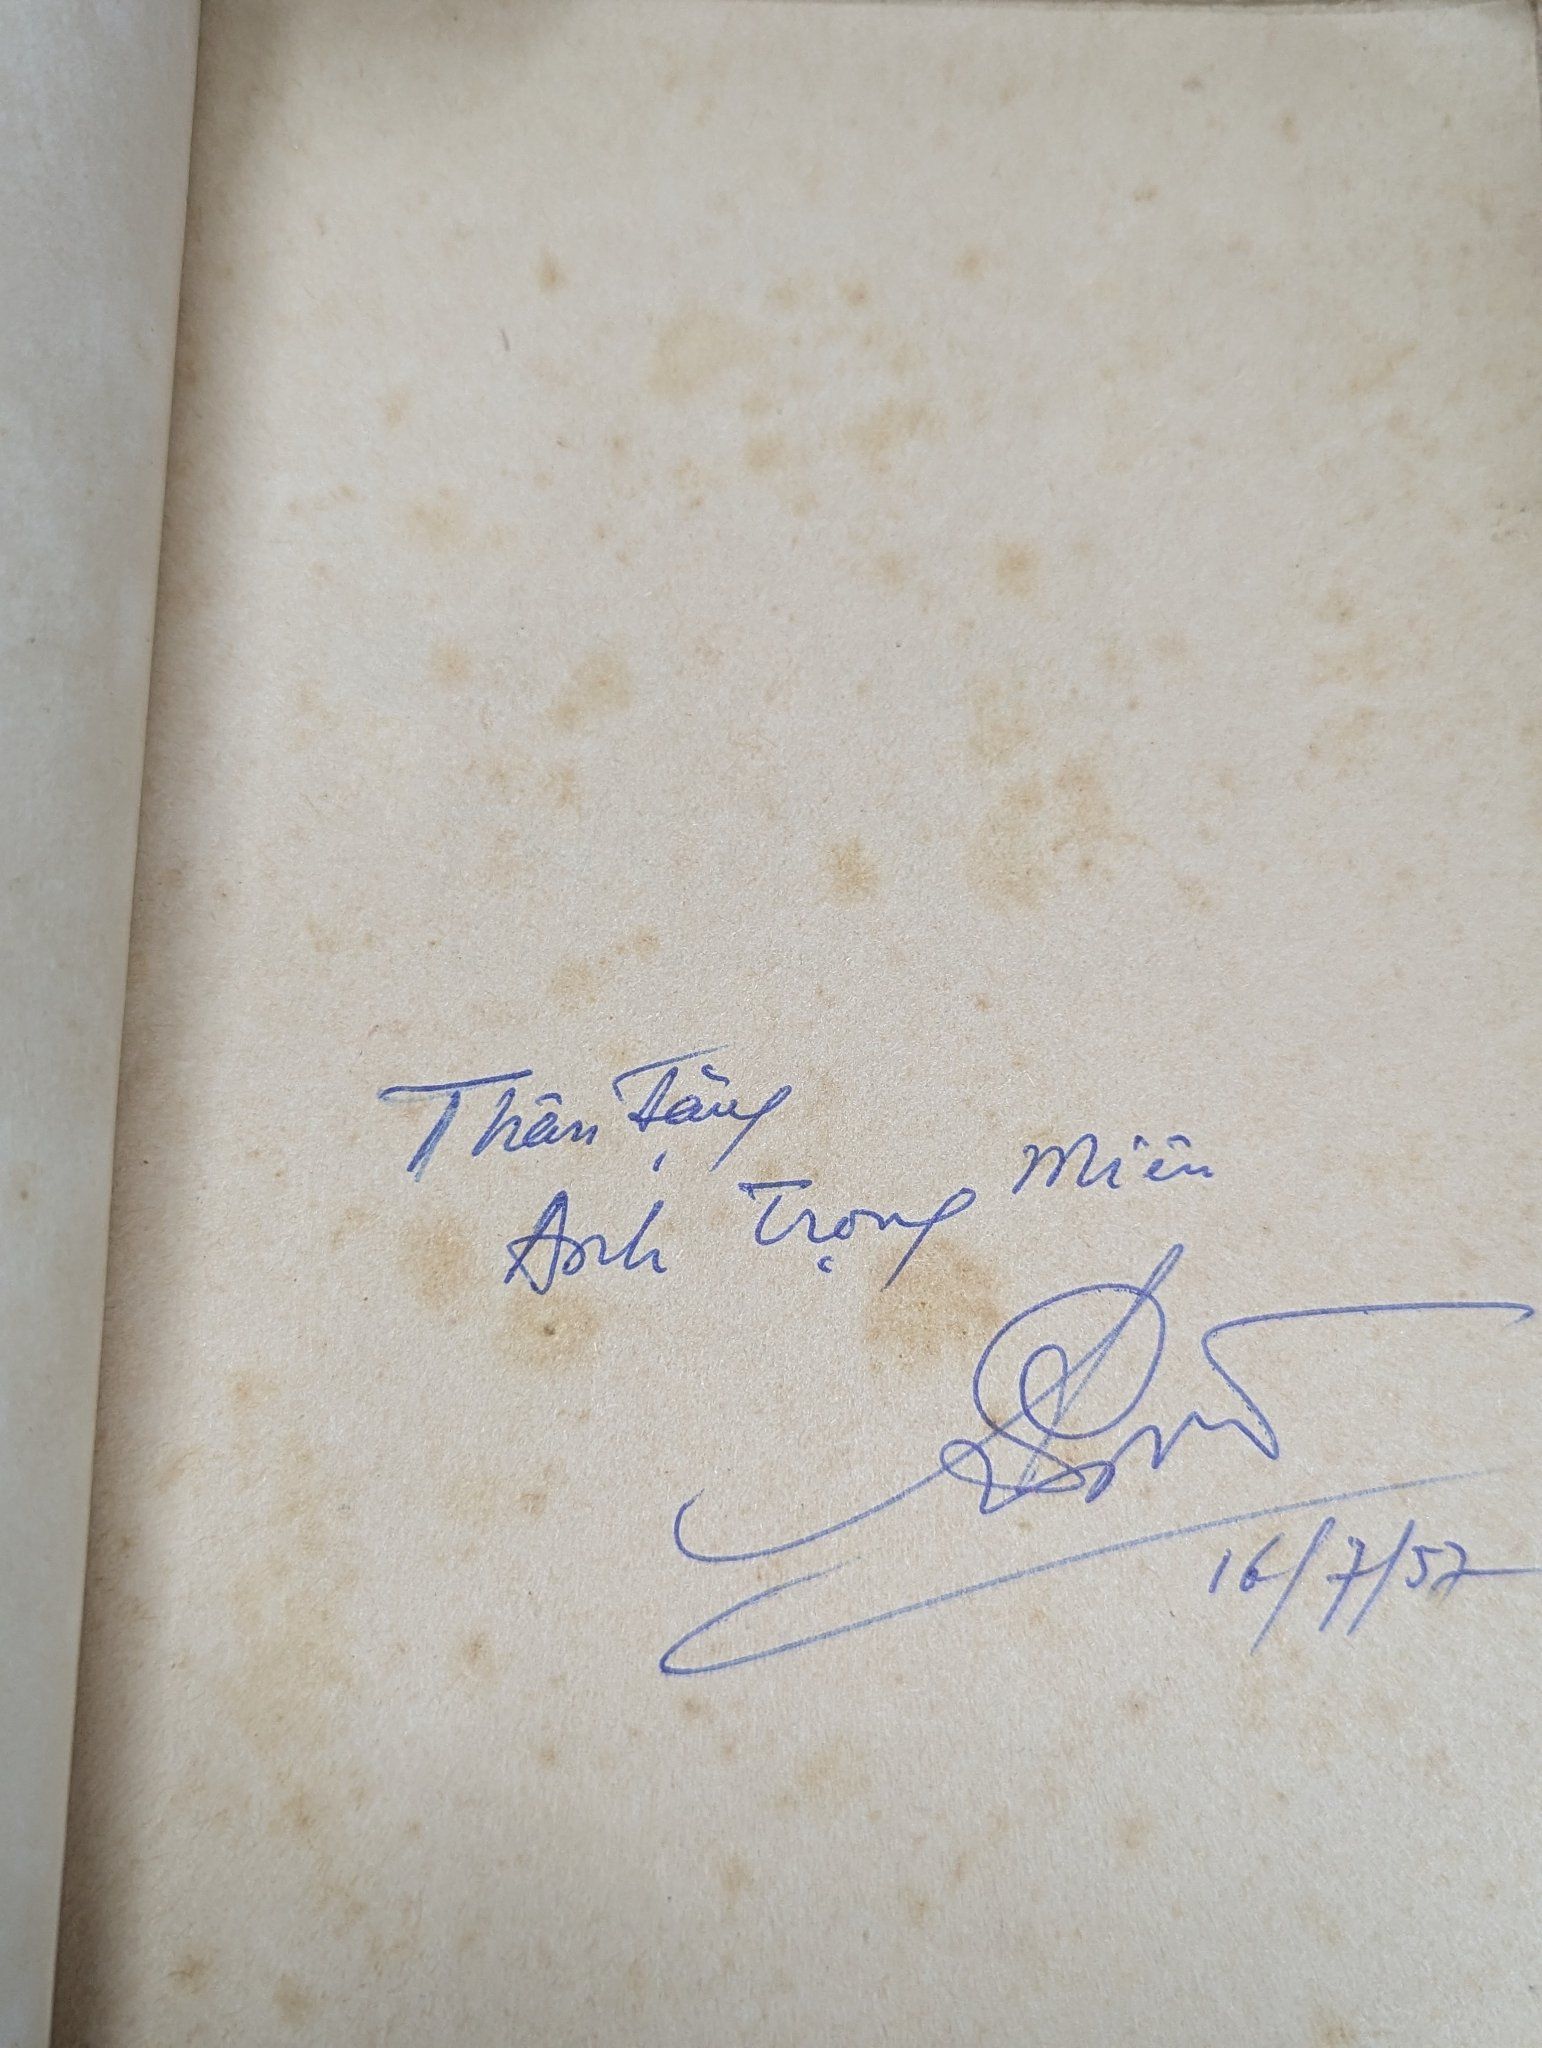 Thân tặng
Anh Trọng Miên
16/7/57